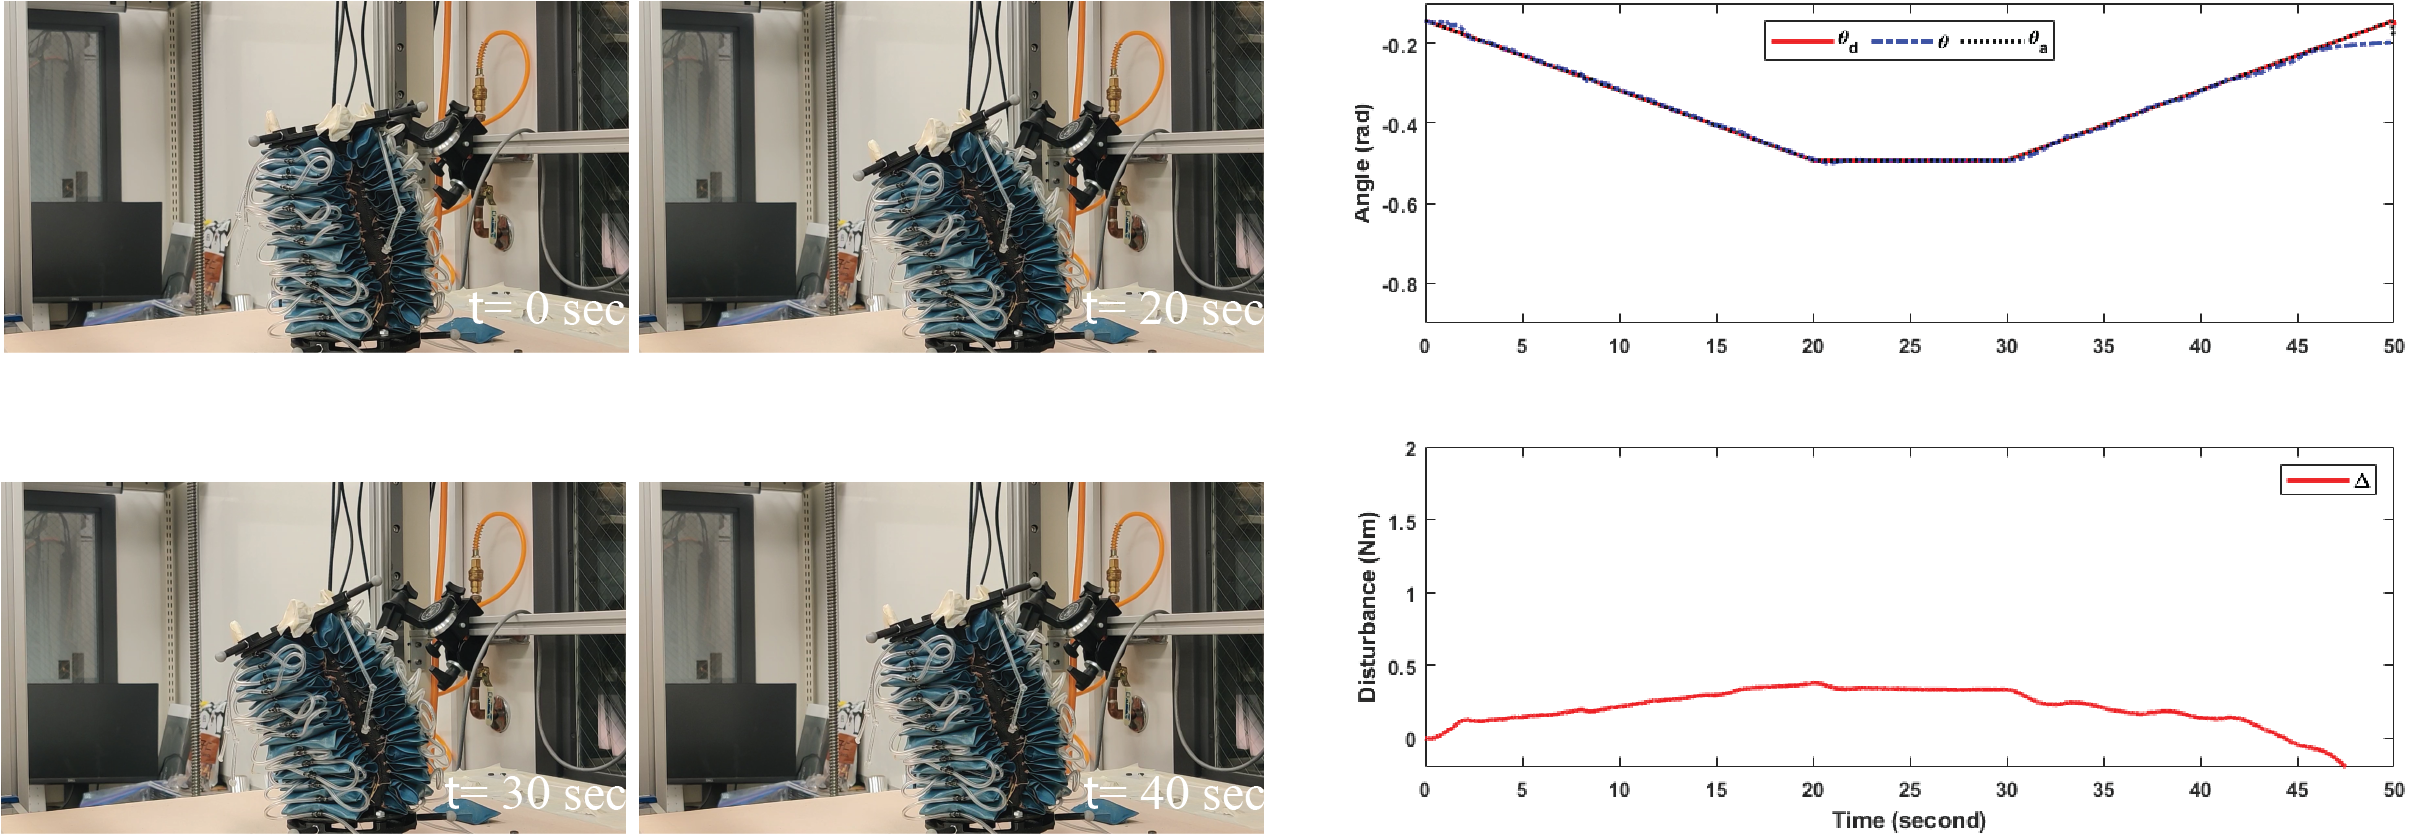 t= 0 sec
t= 20 sec
t= 30 sec
t= 40 sec
θd θ θa
Angle (rad)
-0.2
-0.4
-0.6
-0.8
0 5 10 15 20 25 30 35 40 45 50
Δ
Disturbance (Nm)
2
1.5
1
0.5
0
0 5 10 15 20 25 30 35 40 45 50
Time (second)